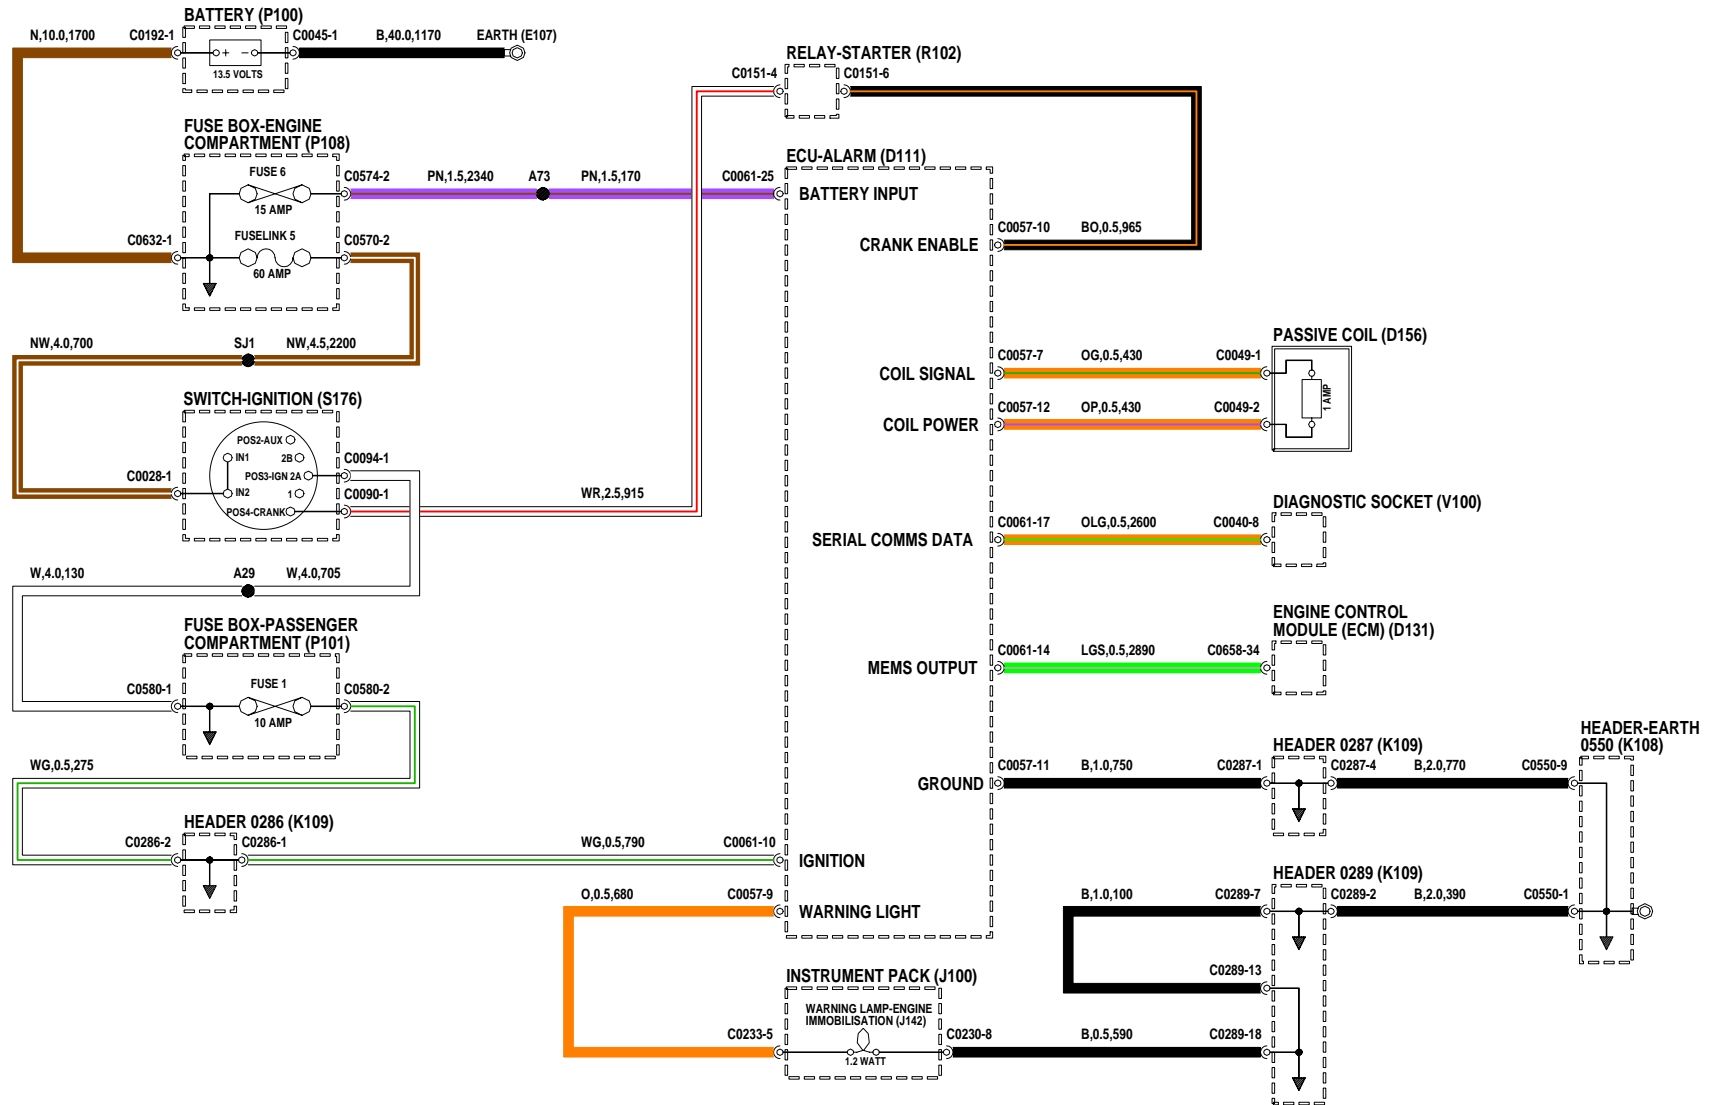 BATTERY (P100)
N,10.0,1700
C0192-1
C0045-1
B,40.0,1170
EARTH (E107)
+ -
13.5 VOLTS
RELAY-STARTER (R102)
C0151-4
C0151-6
FUSE BOX-ENGINE
COMPARTMENT (P108)
FUSE 6
15 AMP
C0574-2
PN,1.5,2340
A73
PN,1.5,170
C0061-25
C0632-1
FUSELINK 5
60 AMP
C0570-2
ECU-ALARM (D111)
BATTERY INPUT
CRANK ENABLE
C0057-10
BO,0.5,965
NW,4.0,700
SJ1
NW,4.5,2200
COIL SIGNAL
C0057-7
OG,0.5,430
C0049-1
PASSIVE COIL (D156)
1 AMP
COIL POWER
C0057-12
OP,0.5,430
C0049-2
SWITCH-IGNITION (S176)
POS2-AUX
IN1
2B
POS3-IGN 2A
IN2
1
POS4-CRANK
C0028-1
C0094-1
C0090-1
WR,2.5,915
SERIAL COMMS DATA
C0061-17
OLG,0.5,2600
C0040-8
DIAGNOSTIC SOCKET (V100)
W,4.0,130
A29
W,4.0,705
FUSE BOX-PASSENGER
COMPARTMENT (P101)
C0580-1
FUSE 1
10 AMP
C0580-2
MEMS OUTPUT
C0061-14
LGS,0.5,2890
C0658-34
ENGINE CONTROL
MODULE (ECM) (D131)
WG,0.5,275
GROUND
C0057-11
B,1.0,750
C0287-1
HEADER 0287 (K109)
C0287-4
B,2.0,770
C0550-9
HEADER-EARTH
0550 (K108)
HEADER 0286 (K109)
C0286-2
C0286-1
WG,0.5,790
C0061-10
IGNITION
O,0.5,680
C0057-9
WARNING LIGHT
B,1.0,100
C0289-7
HEADER 0289 (K109)
C0289-2
B,2.0,390
C0550-1
C0289-13
INSTRUMENT PACK (J100)
WARNING LAMP-ENGINE
IMMOBILISATION (J142)
1.2 WATT
C0233-5
C0230-8
B,0.5,590
C0289-18